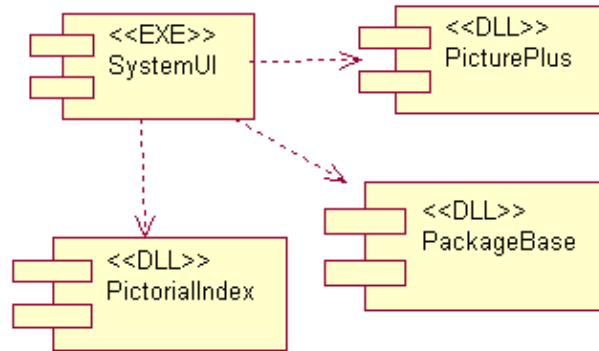 <<EXE>>
SystemUI
<<DLL>>
PicturePlus
<<DLL>>
PackageBase
<<DLL>>
PictorialIndex